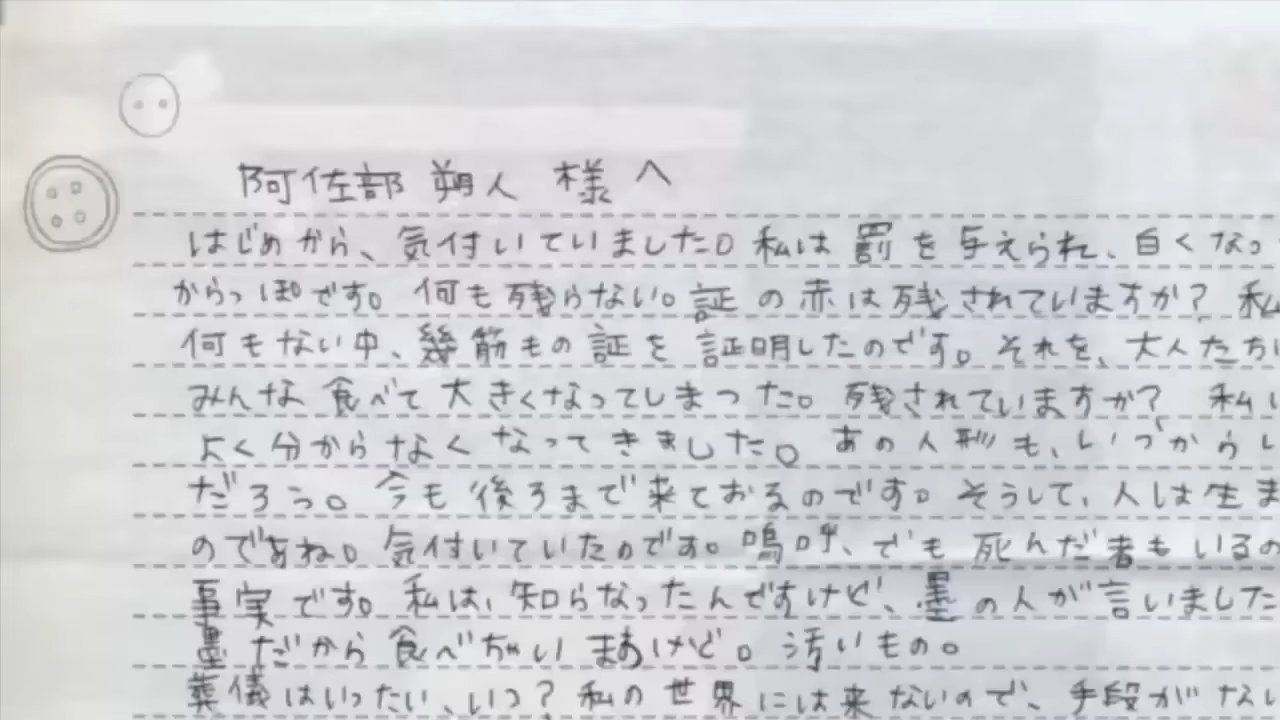 阿佐部 朔人 様へ
はじめから、気付いていました。私は 罰を与えられ、白くなっ
からっぽです。何も残らない。証の赤は残されていますか? 私
何もない中、幾筋もの証を証明したのです。それを、大人たち
みんな食べて大きくなってしまった。残されていますか? 私
よく分からなくなってきました。あの人形も、いつから
だろう。今も後ろまで来ておるのです。そうして、人は生ま
のであね。気付いていたのです。嗚呼、でも死んだ者もいるの
事実です。私は、知らなったんですけど、墨の人が言いました
墨だから食べちゃいまあけど。汚いもの。
葬儀はいったい、いつ? 私の世界には来ないので、手段がない